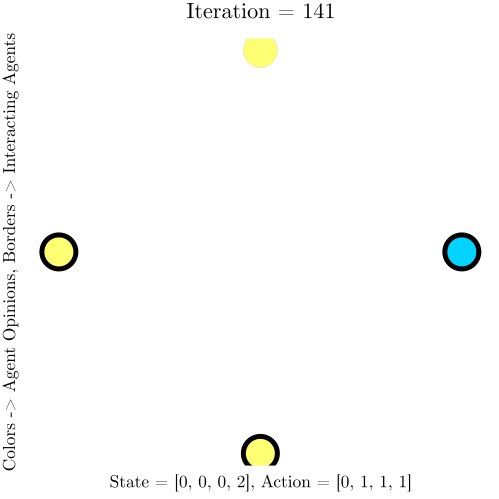 Iteration = 141
Colors -> Agent Opinions, Borders -> Interacting Agents
State = [0, 0, 0, 2], Action = [0, 1, 1, 1]